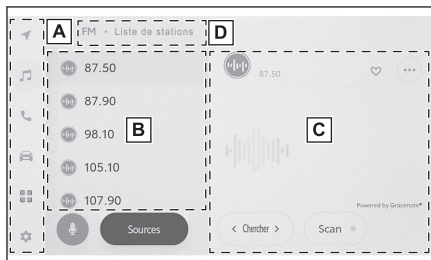 A
FM • Liste de stations
D
87.50
87.90
98.10
105.10
107.90
B
Sources
87.50
C
Powered by Gracenote®
< Chercher >
Scan